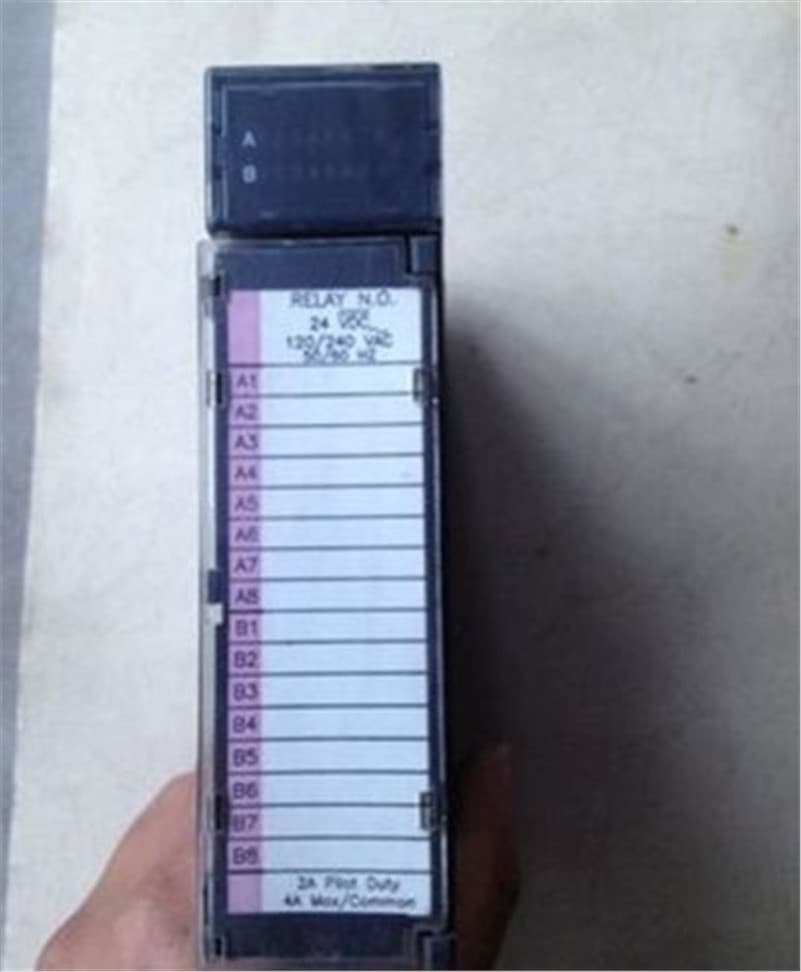 A
B
RELAY N.O.
24 VDC
120/240 VAC
50/60 HZ
A1
A2
A3
A4
A5
A6
A7
A8
B1
B2
B3
B4
B5
B6
B7
B8
2A Pilot Duty
4A Max/Common